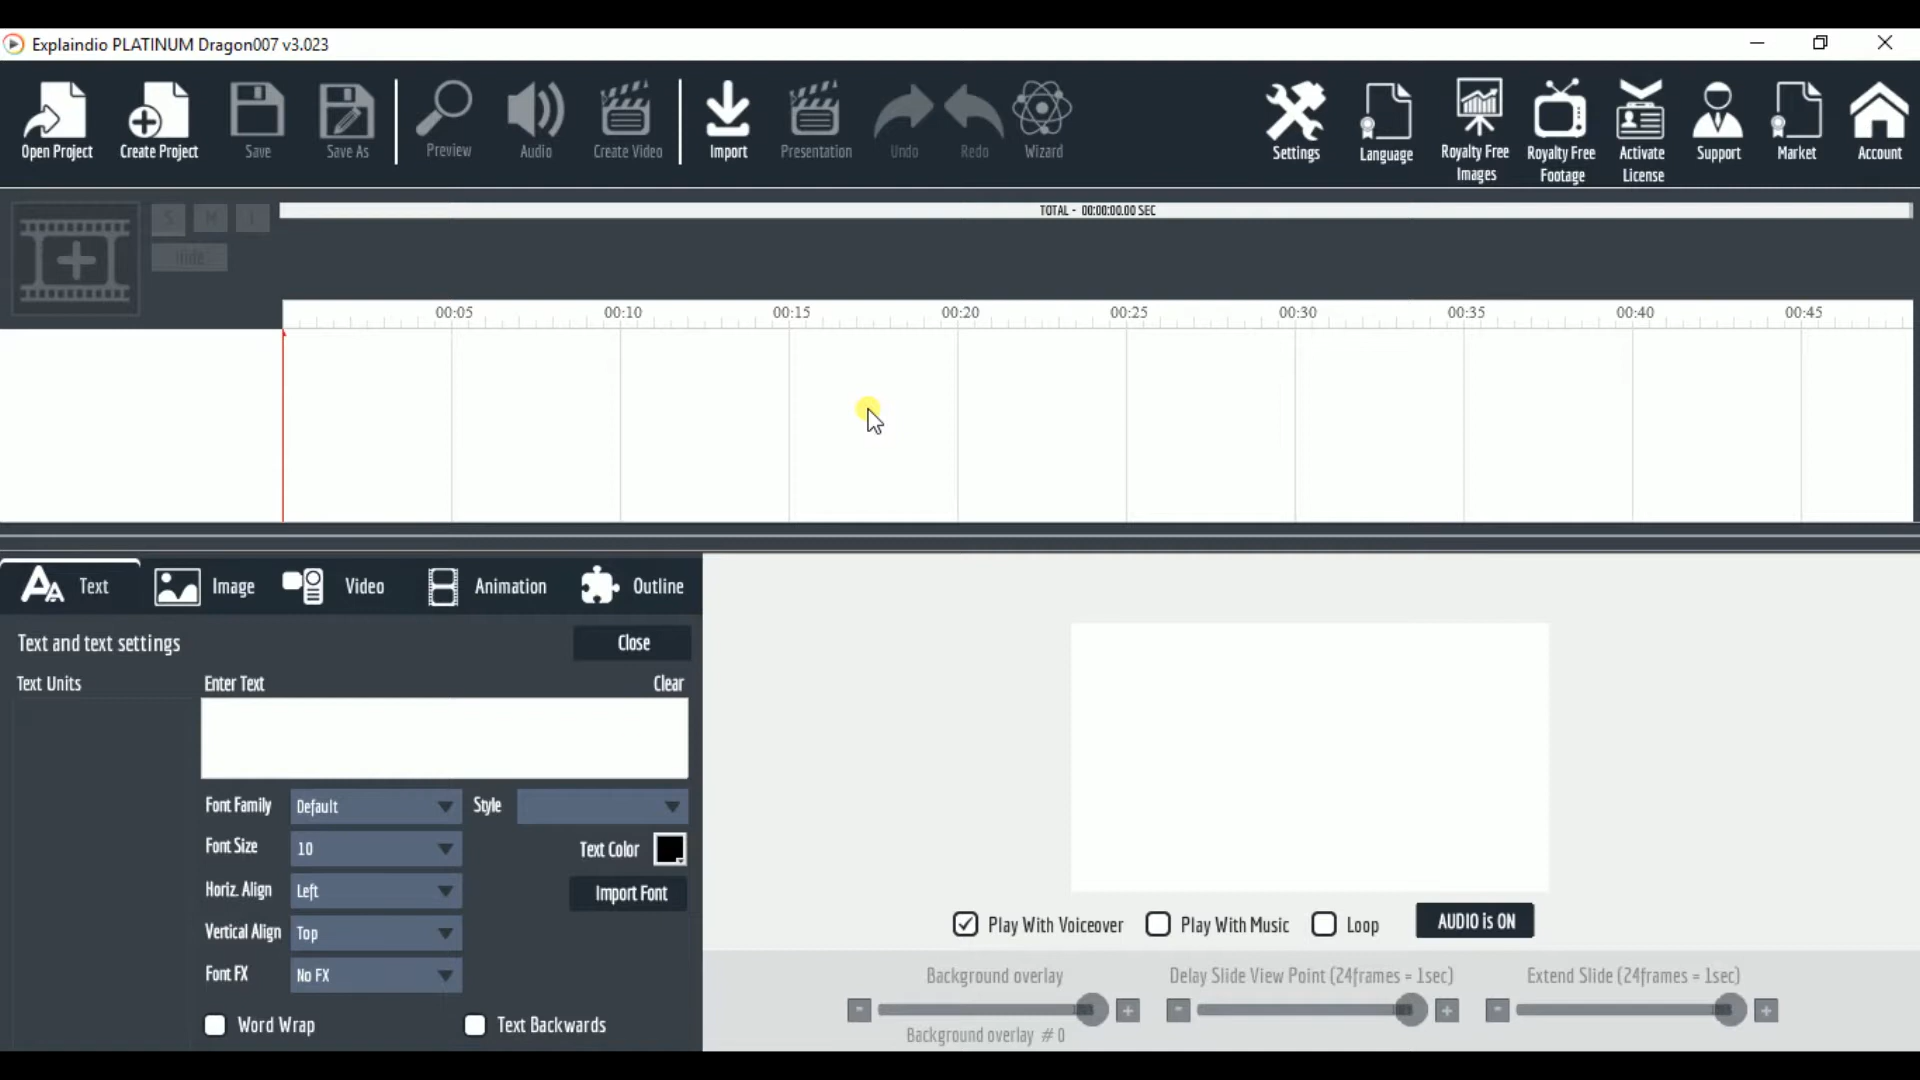 Explaindio PLATINUM Dragon007 v3.023
Open Project
Create Project
Save
Save As
Preview
Audio
Create Video
Import
Presentation
Undo
Redo
Wizard
Settings
Language
Royalty Free
Images
Royalty Free
Footage
Activate
License
Support
Market
Account
S M I
Hide
TOTAL - 00:00:00.00 SEC
00:05 00:10 00:15 00:20 00:25 00:30 00:35 00:40 00:45
Text Image Video Animation Outline
Text and text settings Close
Text Units Enter Text Clear
Font Family Default Style
Font Size 10 Text Color
Horiz. Align Left Import Font
Vertical Align Top
Font FX No FX
Word Wrap Text Backwards
Play With Voiceover Play With Music Loop AUDIO is ON
Background overlay Delay Slide View Point (24frames = 1sec) Extend Slide (24frames = 1sec)
- + - + - +
Background overlay # 0